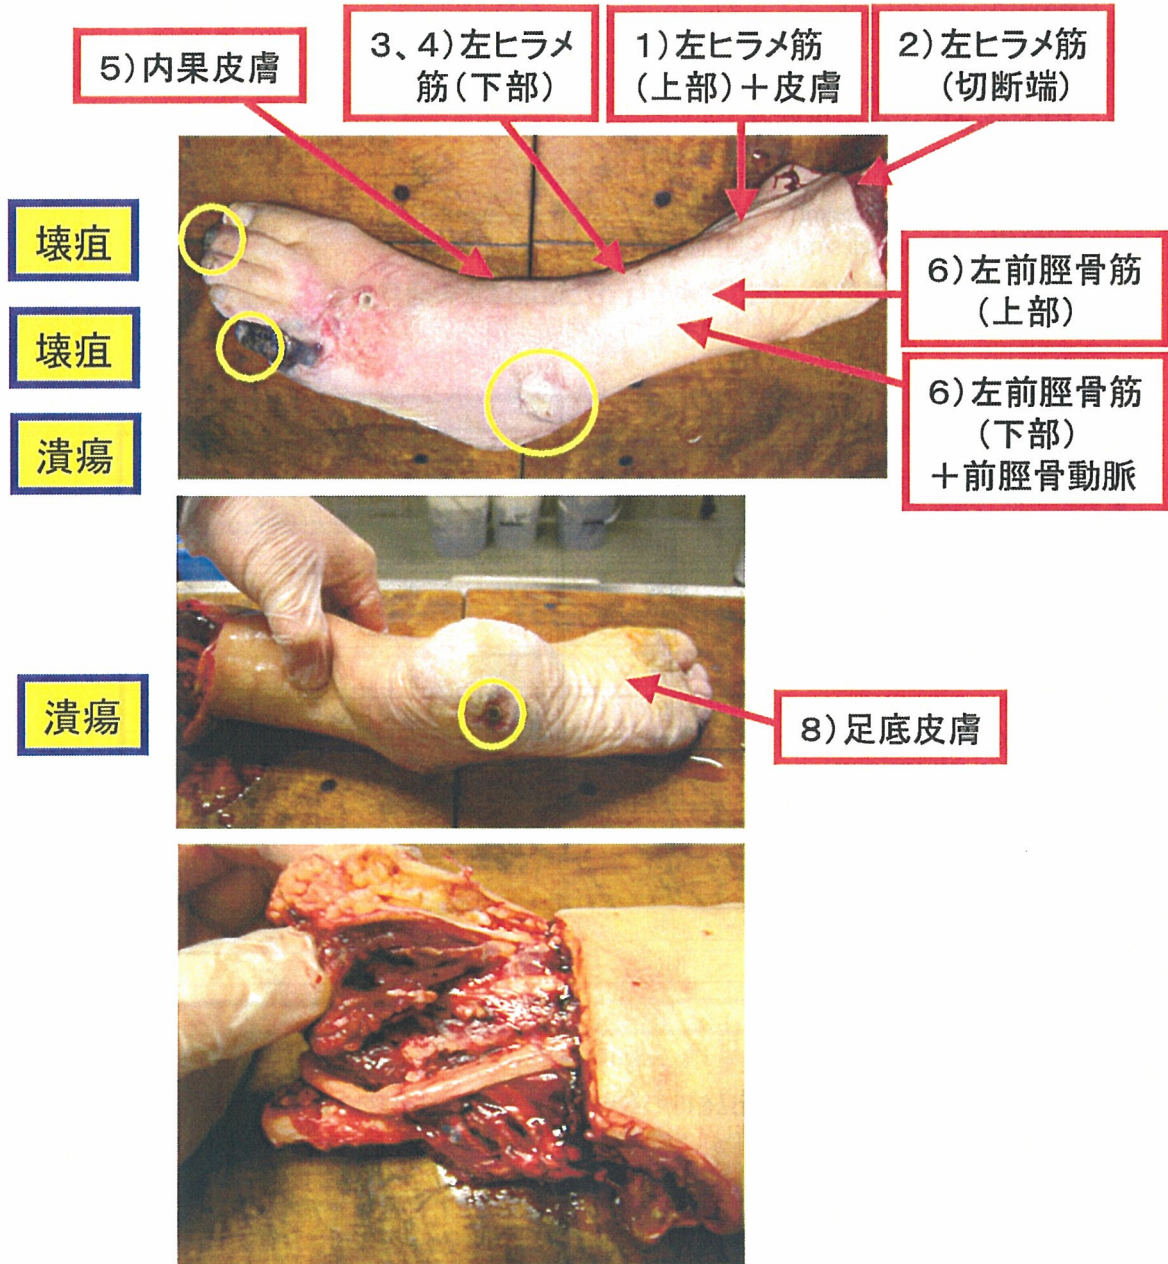 5)内果皮膚
3、4)左ヒラメ
筋(下部)
1)左ヒラメ筋
(上部)+皮膚
2)左ヒラメ筋
(切断端)
壊疽
壊疽
潰瘍
6)左前脛骨筋
(上部)
6)左前脛骨筋
(下部)
+前脛骨動脈
潰瘍
8)足底皮膚